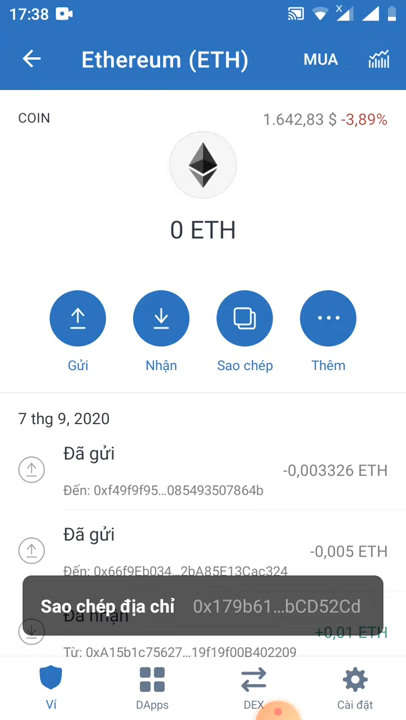 17:38
Ethereum (ETH)
MUA
COIN
1.642,83 $ -3,89%
0 ETH
Gửi
Nhận
Sao chép
Thêm
7 thg 9, 2020
Đã gửi
-0,003326 ETH
Đến: 0xf49f9f95...085493507864b
Đã gửi
-0,005 ETH
Đến: 0x66f9Eb034...2bA85E13Cac324
Sao chép địa chỉ 0x179b61...bCD52Cd
Đã nhận
+0,01 ETH
Từ: 0xA15b1c75627...19f19f00B402209
Ví
DApps
DEX
Cài đặt